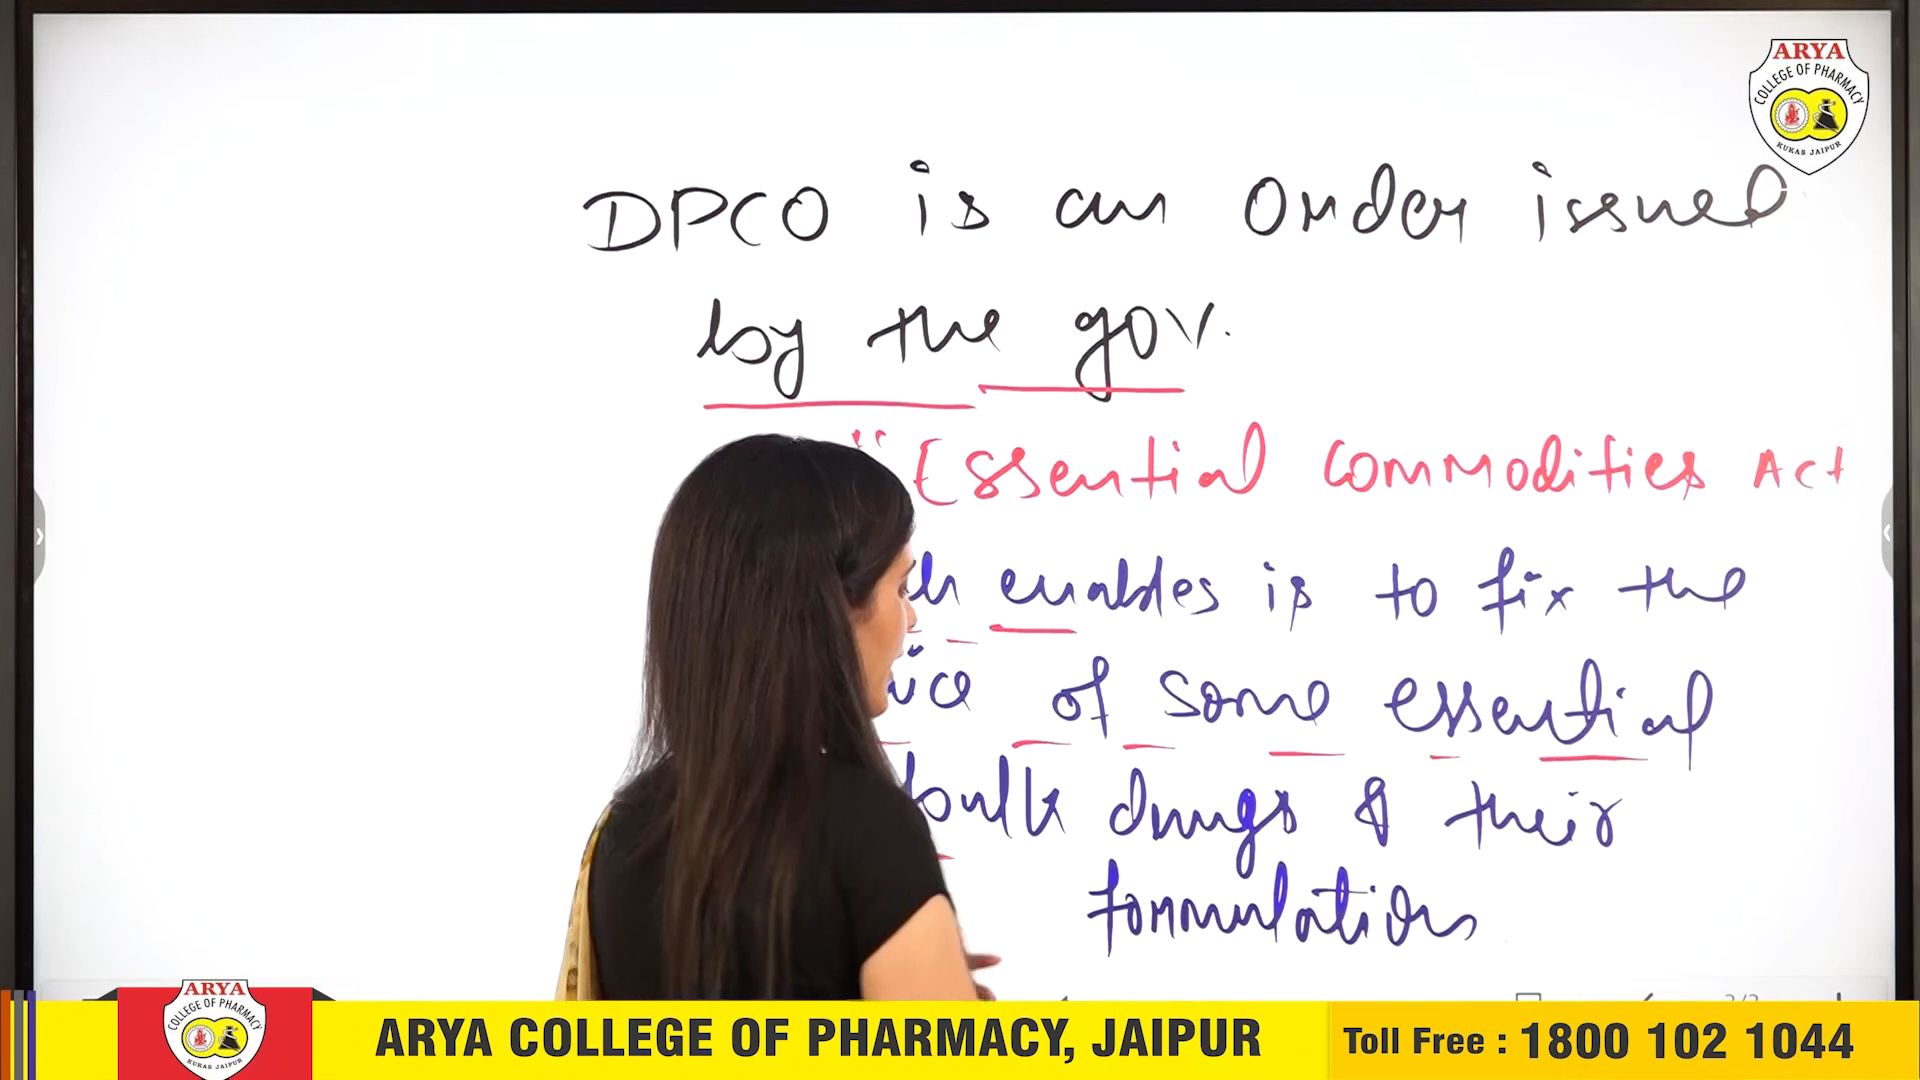 ARYA
COLLEGE OF PHARMACY
KUKAS JAIPUR
DPCO is an order issued
by the gov.
"Essential Commodities Act
enables is to fix the
of some essential
bulk drugs & their
formulation
ARYA
COLLEGE OF PHARMACY
KUKAS JAIPUR
ARYA COLLEGE OF PHARMACY, JAIPUR
Toll Free : 1800 102 1044